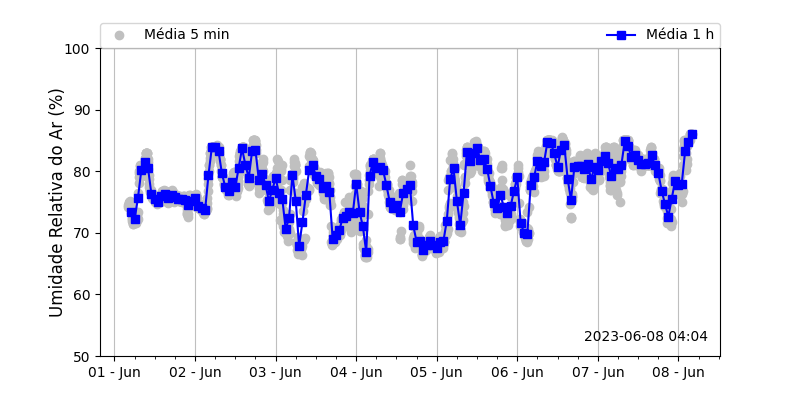 Média 5 min
Média 1 h
100
90
80
70
60
50
Umidade Relativa do Ar (%)
2023-06-08 04:04
01 - Jun
02 - Jun
03 - Jun
04 - Jun
05 - Jun
06 - Jun
07 - Jun
08 - Jun